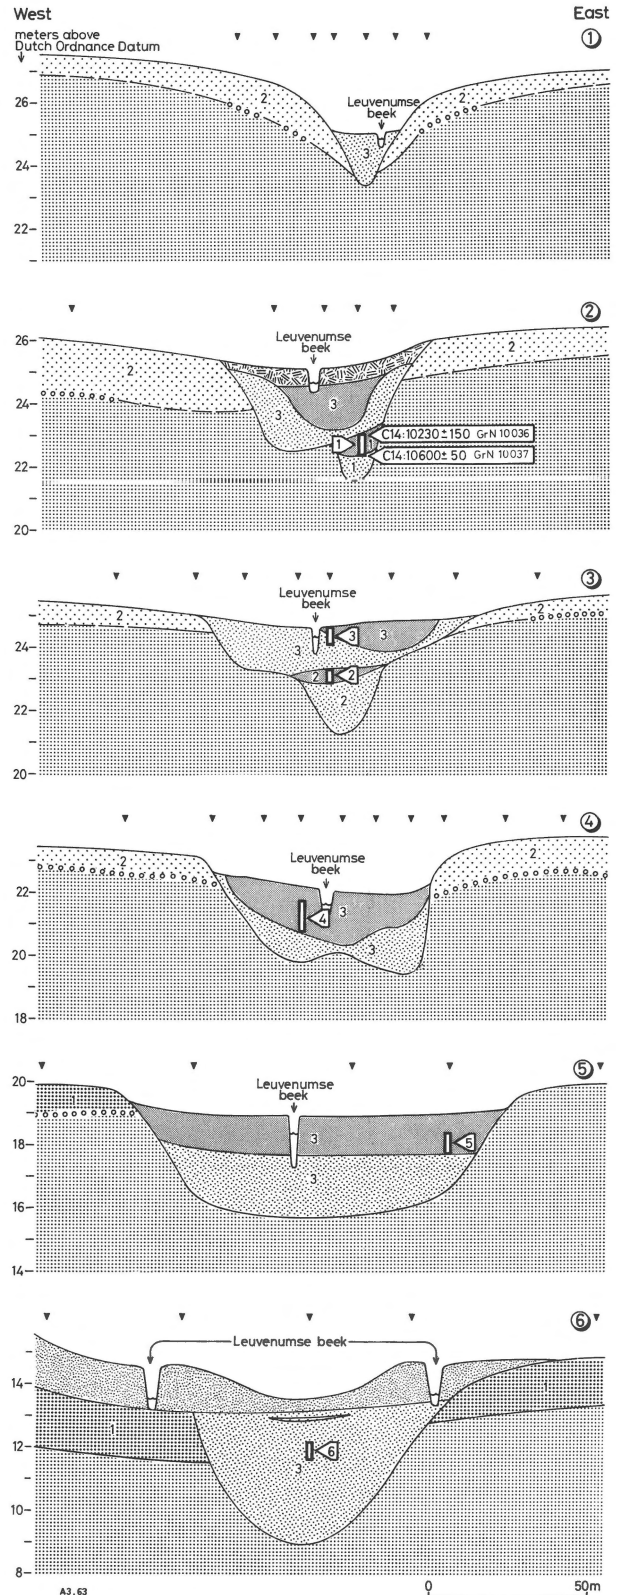 West East
meters above
Dutch Ordnance Datum
1
Leuvenumse
beek
2 2
3
26-
24-
22-
2
26-
Leuvenumse
beek
2 2
24-
3 3
C14:10230±150 GrN 10036
1 1
C14:10600±50 GrN 10037
22-
1
20-
3
Leuvenumse
beek
2 2
3 3
24-
3
2 2
2
22-
20-
4
Leuvenumse
beek
2 2
22-
3
4
3
20-
18-
5
20-
Leuvenumse
beek
1
3 5
18-
3
16-
14-
6
Leuvenumse beek
14-
1
1
12-
6
3
10-
8-
A3.63
0 50m